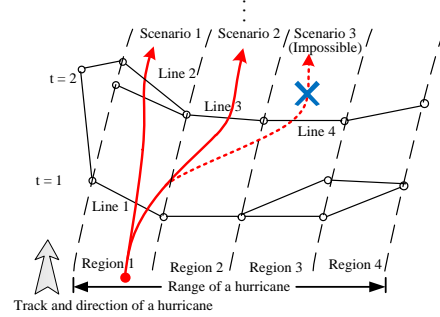 Scenario 1 Scenario 2 Scenario 3
(Impossible)
t = 2
Line 2
Line 3
Line 4
t = 1
Line 1
Region 1 Region 2 Region 3 Region 4
Range of a hurricane
Track and direction of a hurricane